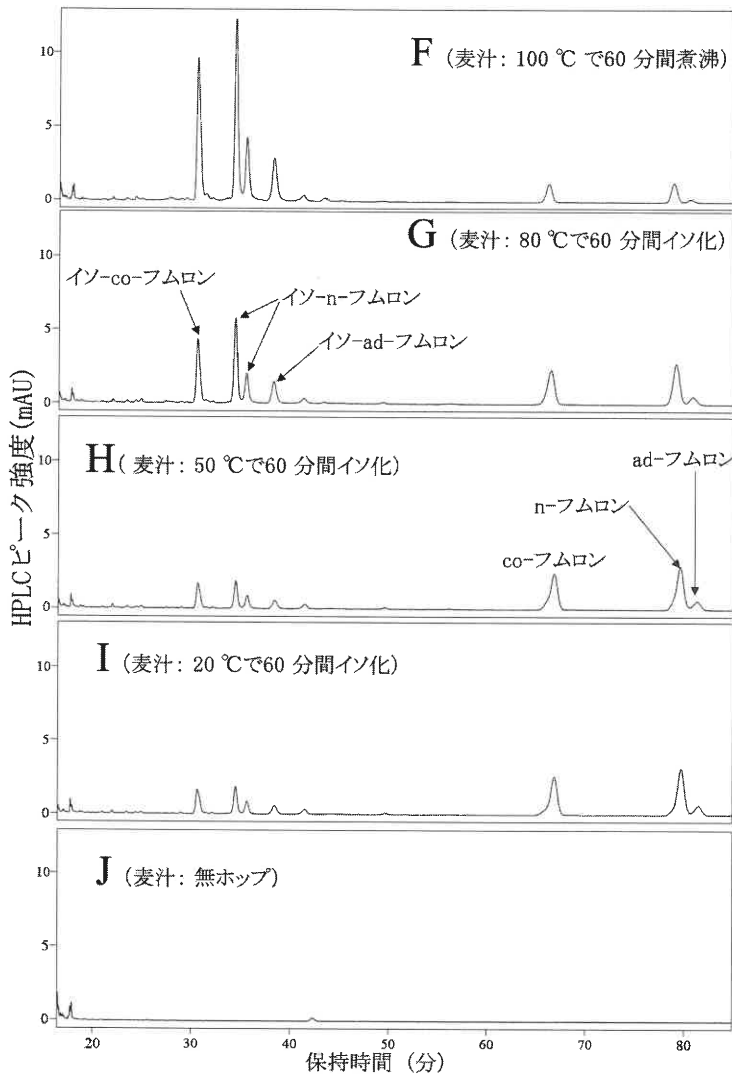 10
5
0
F (麦汁: 100 ℃ で60 分間煮沸)
G (麦汁: 80 ℃で60 分間イソ化)
イソ-co-フムロン
イソ-n-フムロン
イソ-ad-フムロン
10
5
0
H( 麦汁: 50 ℃で60 分間イソ化)
ad-フムロン
n-フムロン
co-フムロン
10
5
0
I (麦汁: 20 ℃で60 分間イソ化)
10
5
0
J (麦汁: 無ホップ)
10
5
0
HPLCピーク強度(mAU)
20 30 40 50 60 70 80
保持時間 (分)